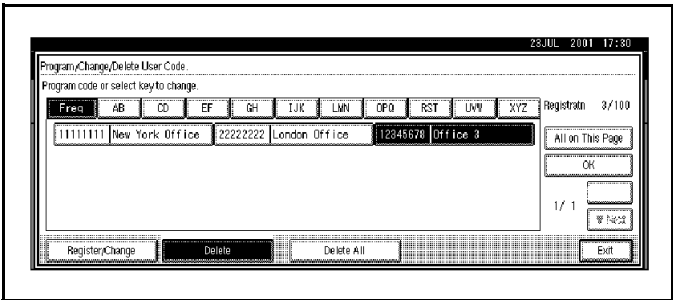 23JUL 2001 17:30
Program/Change/Delete User Code.
Program code or select key to change.
Freq AB CD EF GH IJK LMN OPQ RST UVW XYZ Registratn 3/100
11111111 New York Office 22222222 London Office 12345678 Office 3 All on This Page
OK
1/ 1
▼ Next
Register/Change Delete Delete All Exit